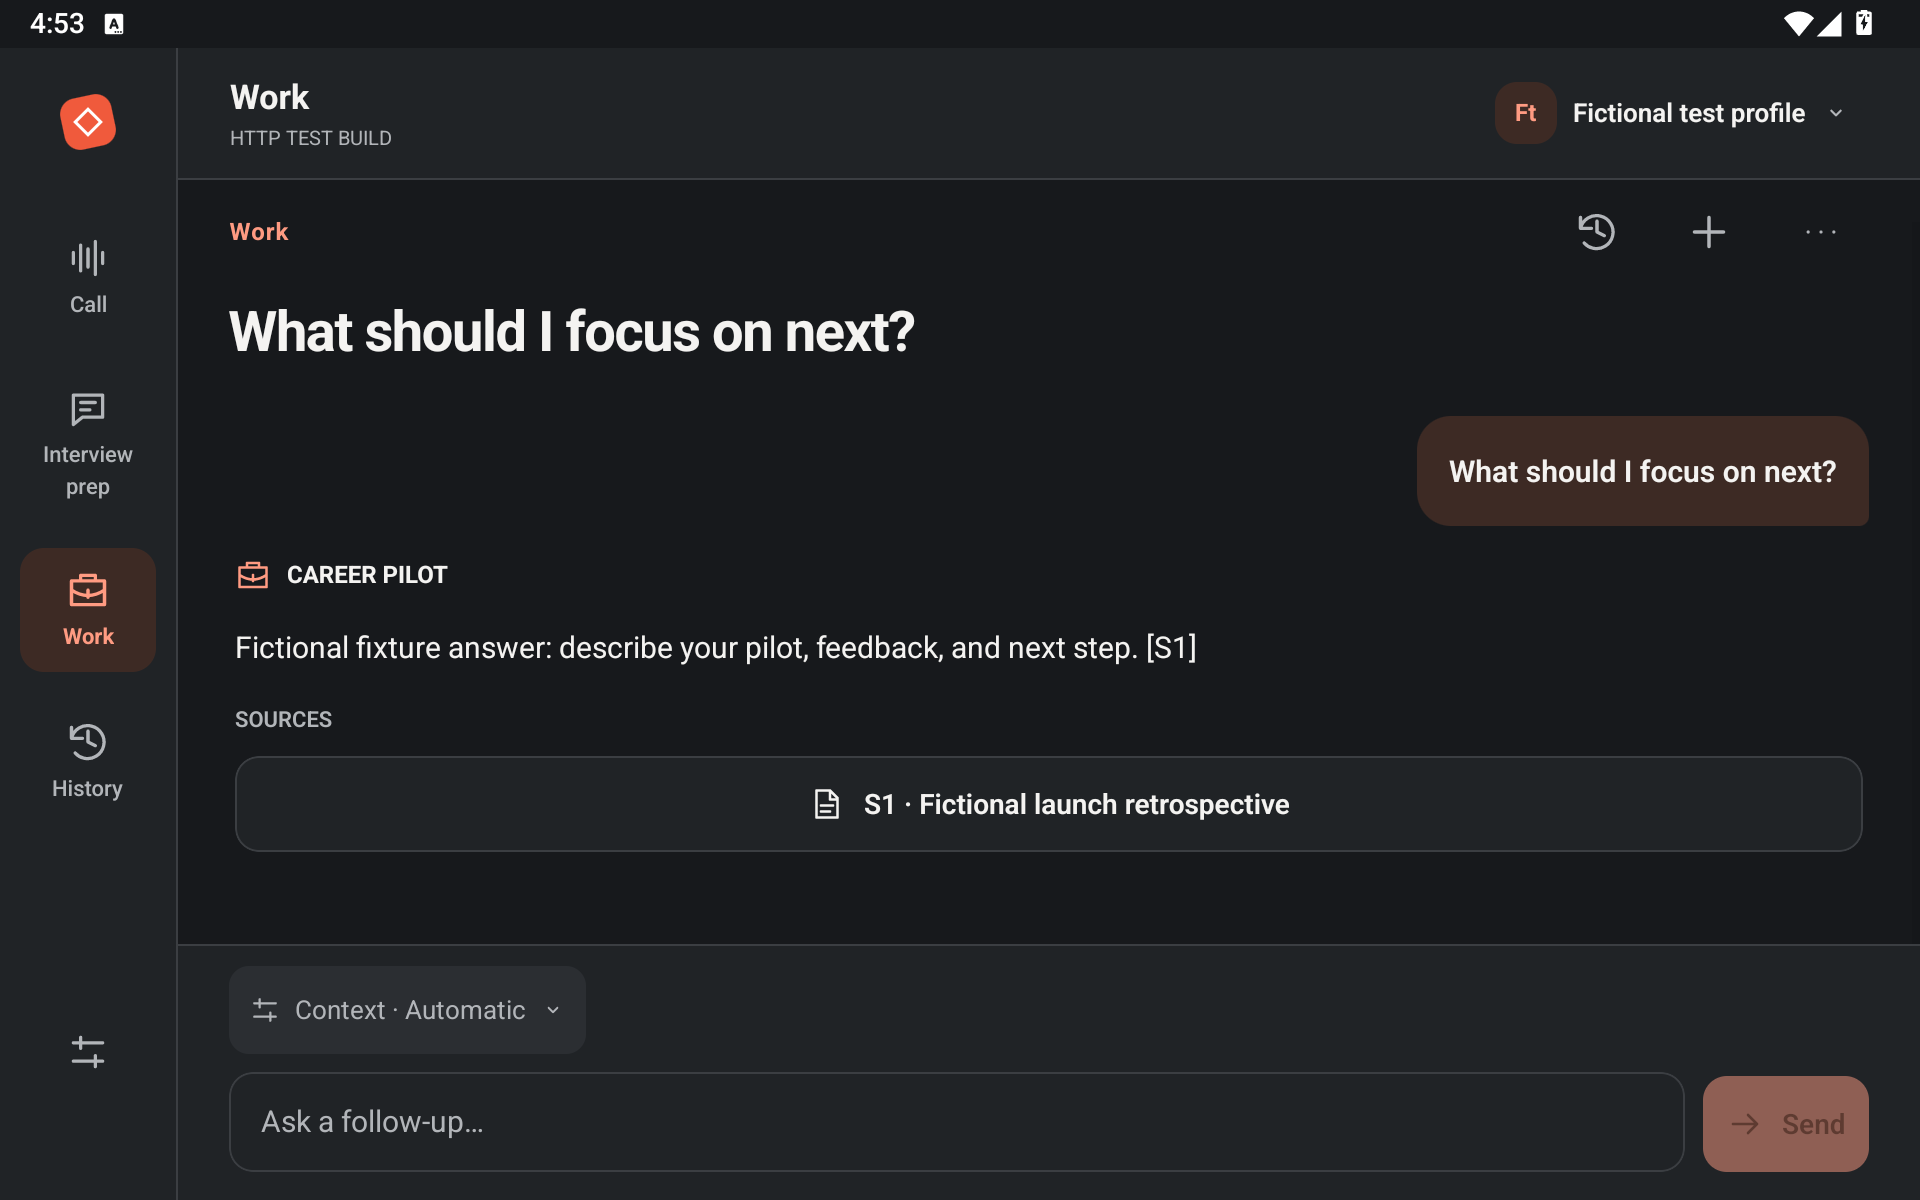 4:53
A
Work
HTTP TEST BUILD
Ft
Fictional test profile
Call
Interview
prep
Work
History
Work
What should I focus on next?
What should I focus on next?
CAREER PILOT
Fictional fixture answer: describe your pilot, feedback, and next step. [S1]
SOURCES
S1 · Fictional launch retrospective
Context · Automatic
Ask a follow-up…
Send